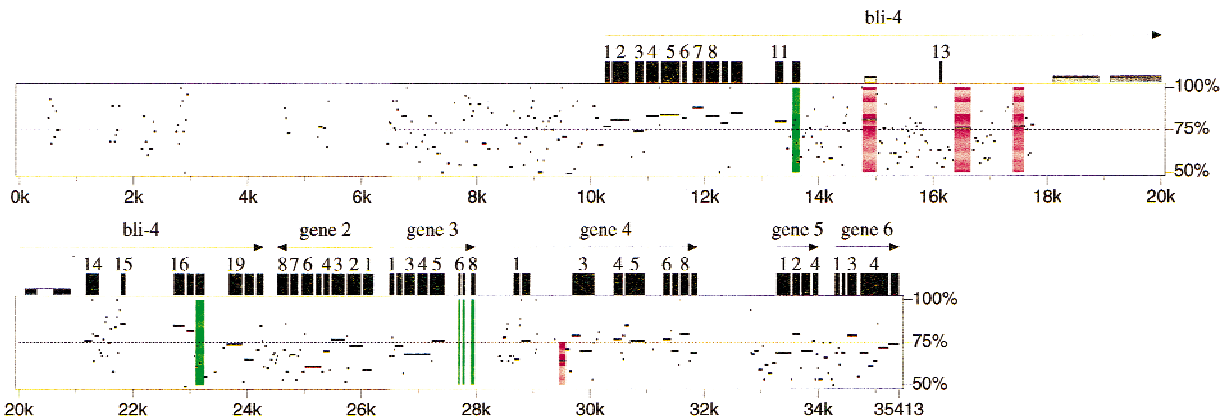 bli-4
1 2 3 4 5 6 7 8 11 13
100%
75%
50%
0k 2k 4k 6k 8k 10k 12k 14k 16k 18k 20k
bli-4 gene 2 gene 3 gene 4 gene 5 gene 6
14 15 16 19 8 7 6 4 3 2 1 1 3 4 5 6 8 1 3 4 5 6 8 1 2 4 1 3 4
100%
75%
50%
20k 22k 24k 26k 28k 30k 32k 34k 35413